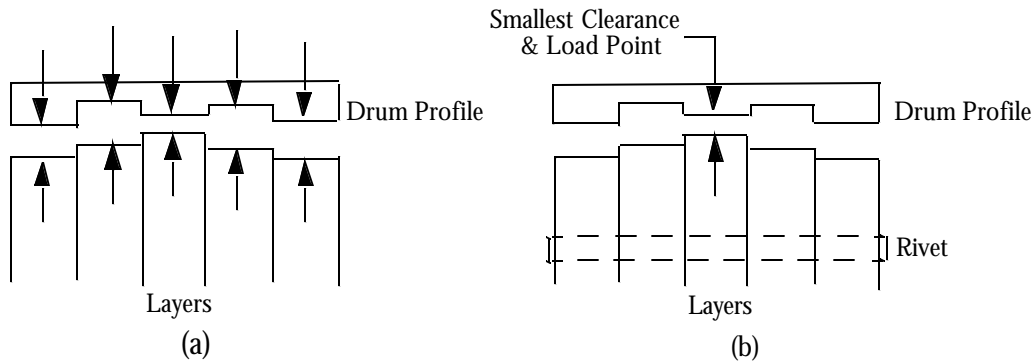 Drum Profile
Layers
(a)
Smallest Clearance
& Load Point
Drum Profile
Rivet
Layers
(b)